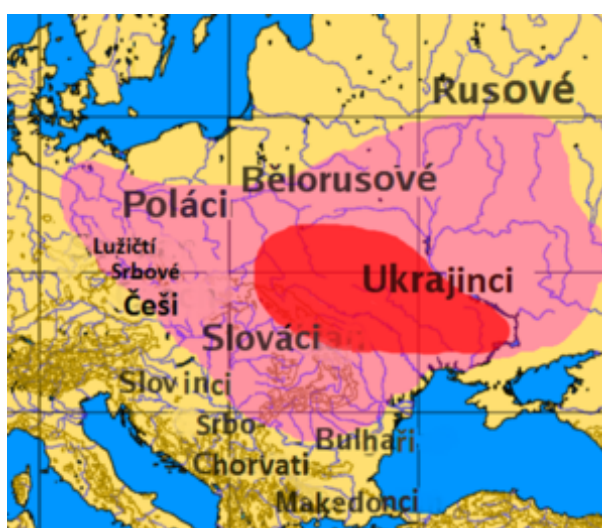 Rusové
Bělorusové
Poláci
Lužičtí
Srbové
Ukrajinci
Češi
Slováci
Slovinci
Srbo
Bulhaři
Chorvati
Makedonci